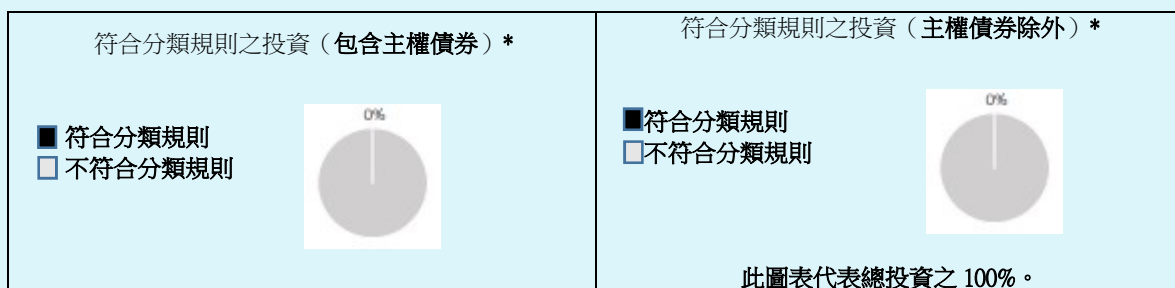 符合分類規則之投資（包含主權債券）*
0%
符合分類規則
不符合分類規則
符合分類規則之投資（主權債券除外）*
0%
符合分類規則
不符合分類規則
此圖表代表總投資之 100%。